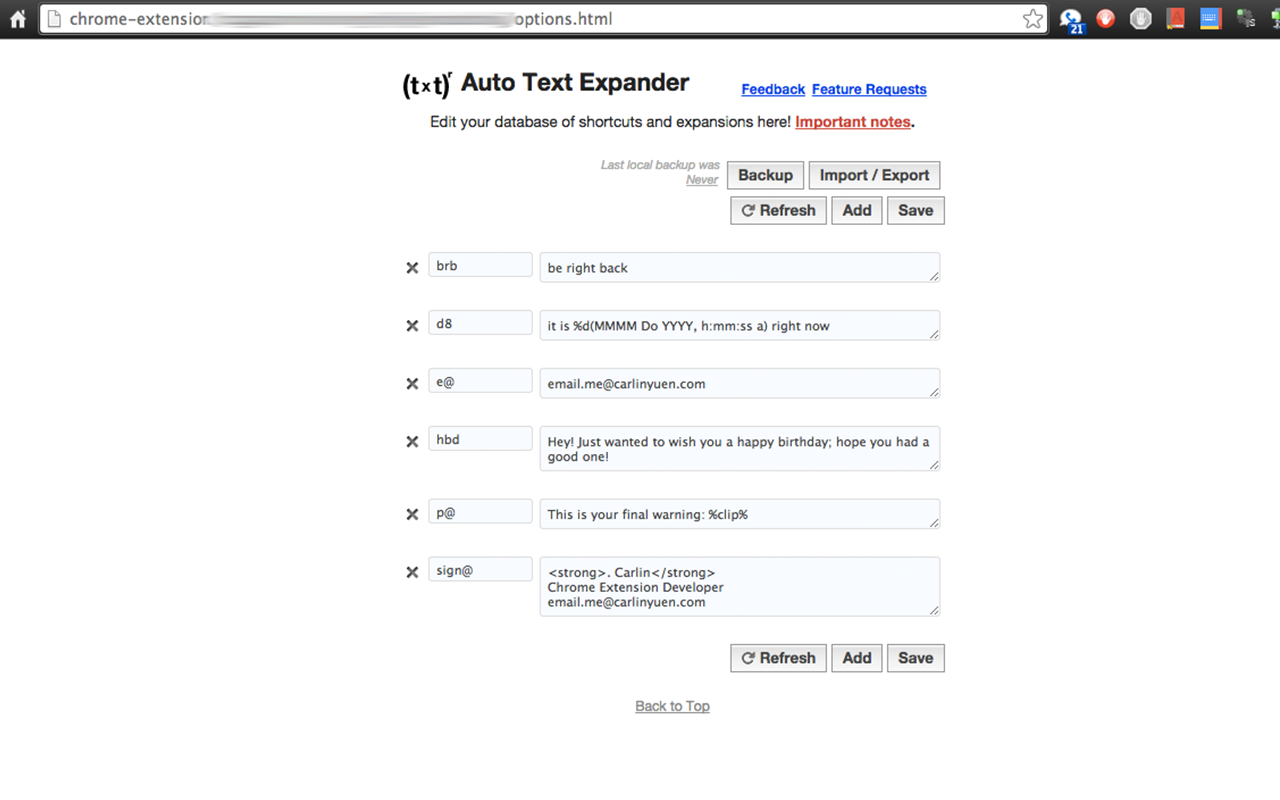 chrome-extension options.html
21
(txt)r Auto Text Expander Feedback Feature Requests
Edit your database of shortcuts and expansions here! Important notes.
Last local backup was
Never
Backup Import / Export
Refresh Add Save
brb be right back
d8 it is %d(MMMM Do YYYY, h:mm:ss a) right now
e@ email.me@carlinyuen.com
hbd Hey! Just wanted to wish you a happy birthday; hope you had a
good one!
p@ This is your final warning: %clip%
sign@ <strong>. Carlin</strong>
Chrome Extension Developer
email.me@carlinyuen.com
Refresh Add Save
Back to Top